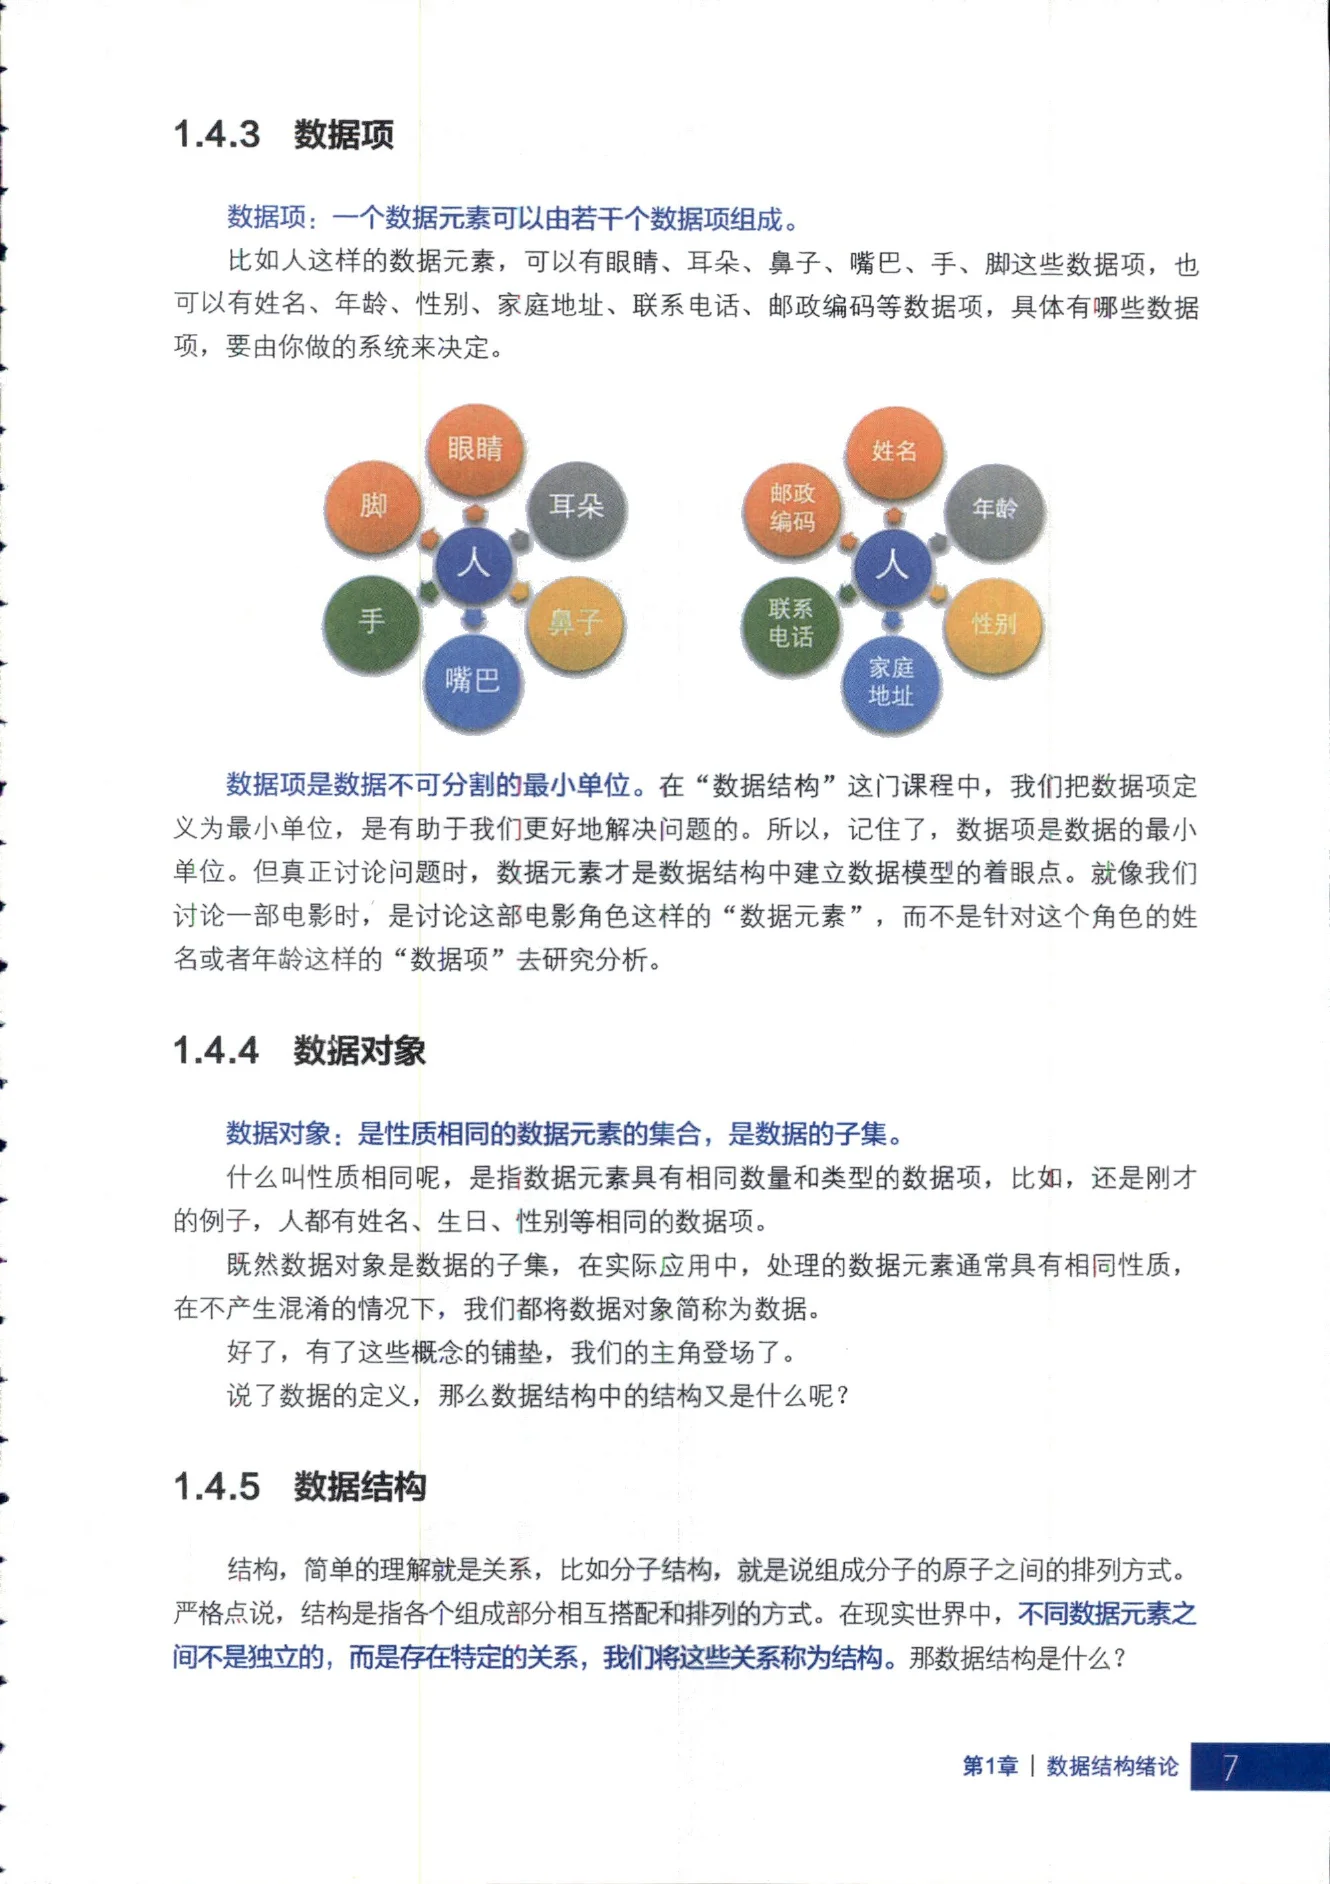 1.4.3 数据项
数据项：一个数据元素可以由若干个数据项组成。
比如人这样的数据元素，可以有眼睛、耳朵、鼻子、嘴巴、手、脚这些数据项，也
可以有姓名、年龄、性别、家庭地址、联系电话、邮政编码等数据项，具体有哪些数据
项，要由你做的系统来决定。
眼睛
脚
耳朵
人
手
鼻子
嘴巴
姓名
邮政
编码
年龄
人
联系
电话
性别
家庭
地址
数据项是数据不可分割的最小单位。在“数据结构”这门课程中，我们把数据项定
义为最小单位，是有助于我们更好地解决问题的。所以，记住了，数据项是数据的最小
单位。但真正讨论问题时，数据元素才是数据结构中建立数据模型的着眼点。就像我们
讨论一部电影时，是讨论这部电影角色这样的“数据元素”，而不是针对这个角色的姓
名或者年龄这样的“数据项”去研究分析。
1.4.4 数据对象
数据对象：是性质相同的数据元素的集合，是数据的子集。
什么叫性质相同呢，是指数据元素具有相同数量和类型的数据项，比如，还是刚才
的例子，人都有姓名、生日、性别等相同的数据项。
既然数据对象是数据的子集，在实际应用中，处理的数据元素通常具有相同性质，
在不产生混淆的情况下，我们都将数据对象简称为数据。
好了，有了这些概念的铺垫，我们的主角登场了。
说了数据的定义，那么数据结构中的结构又是什么呢？
1.4.5 数据结构
结构，简单的理解就是关系，比如分子结构，就是说组成分子的原子之间的排列方式。
严格点说，结构是指各个组成部分相互搭配和排列的方式。在现实世界中，不同数据元素之
间不是独立的，而是存在特定的关系，我们将这些关系称为结构。那数据结构是什么？
第1章 | 数据结构绪论 7